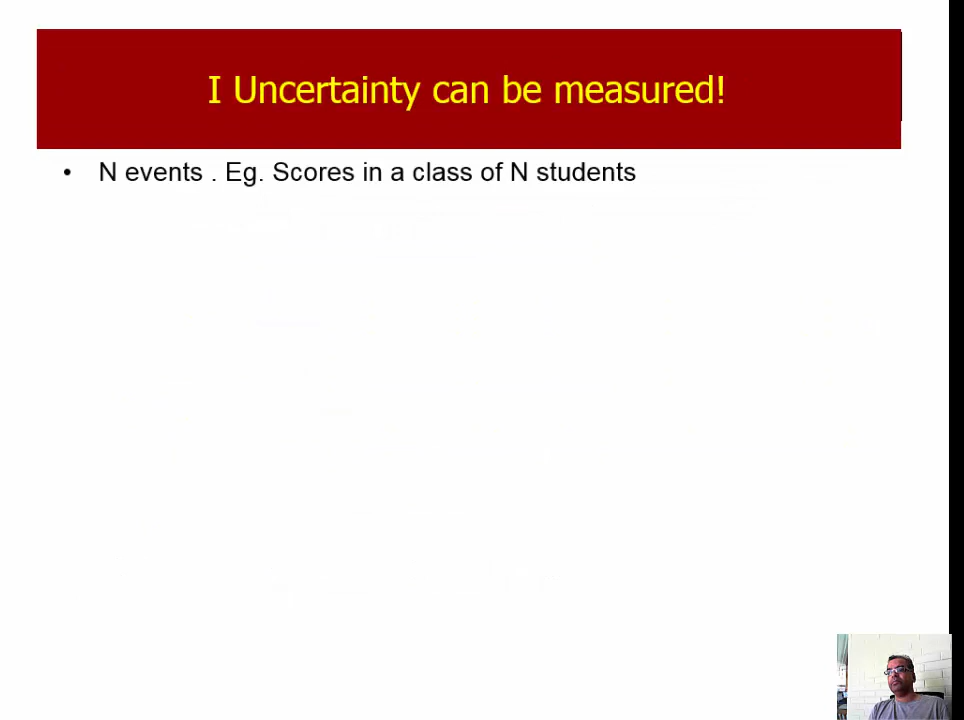 I Uncertainty can be measured!
• N events . Eg. Scores in a class of N students